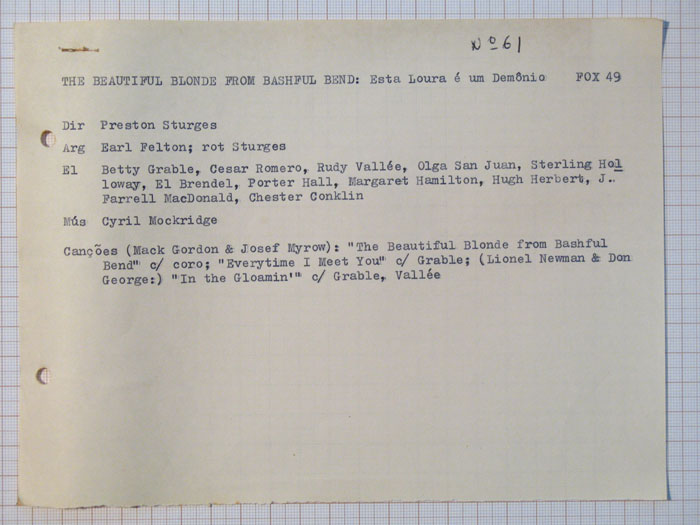 Nº 61
THE BEAUTIFUL BLONDE FROM BASHFUL BEND: Esta Loura é um Demônio FOX 49
Dir Preston Sturges
Arg Earl Felton; rot Sturges
El Betty Grable, Cesar Romero, Rudy Vallée, Olga San Juan, Sterling Hol
loway, El Brendel, Porter Hall, Margaret Hamilton, Hugh Herbert, J..
Farrell MacDonald, Chester Conklin
Mús Cyril Mockridge
Canções (Mack Gordon & Josef Myrow): "The Beautiful Blonde from Bashful
Bend" c/ coro; "Everytime I Meet You" c/ Grable; (Lionel Newman & Don
George:) "In the Gloamin'" c/ Grable, Vallée